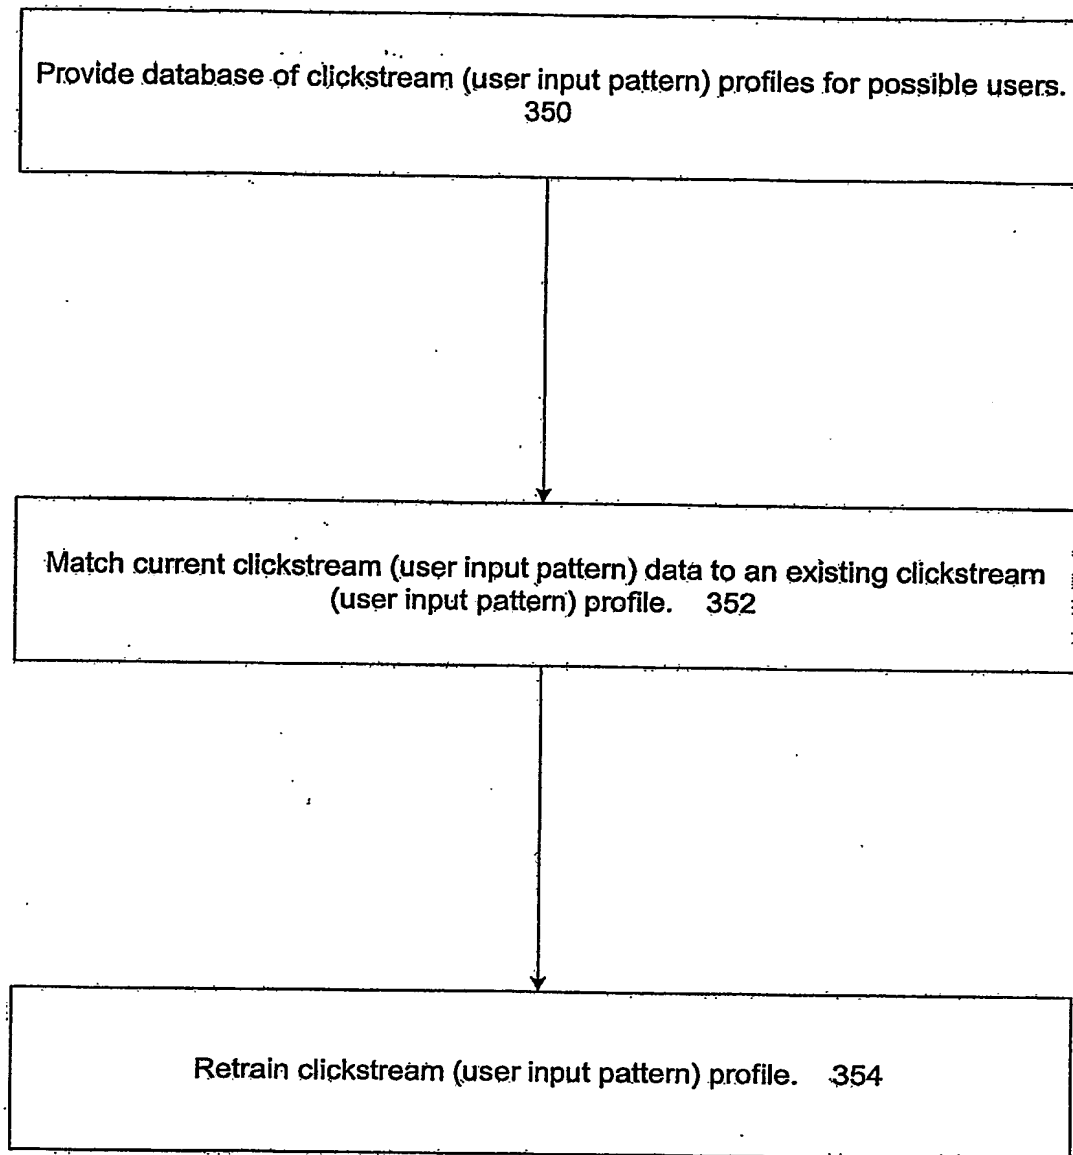 Provide database of clickstream (user input pattern) profiles for possible users.
350
Match current clickstream (user input pattern) data to an existing clickstream
(user input pattern) profile. 352
Retrain clickstream (user input pattern) profile. 354